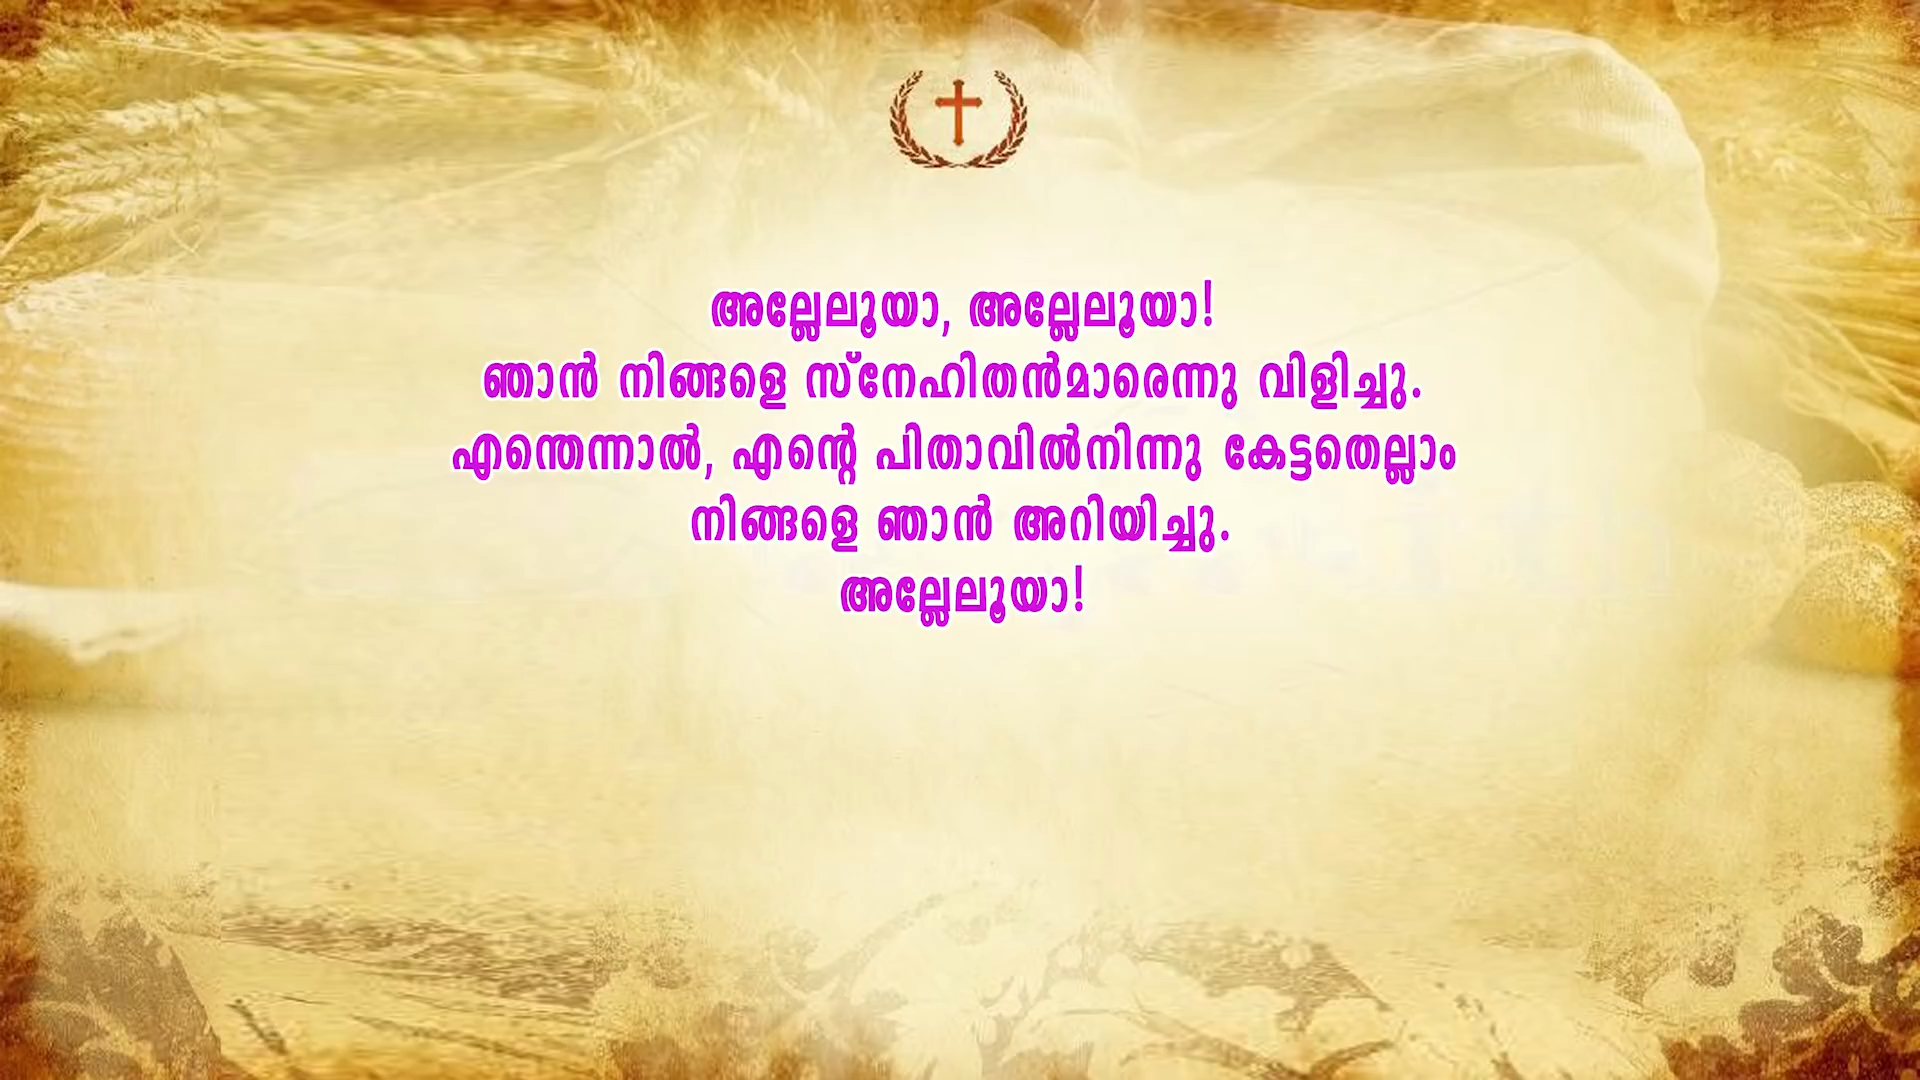 അല്ലേലൂയാ, അല്ലേലൂയാ!
ഞാൻ നിങ്ങളെ സ്നേഹിതൻമാരെന്നു വിളിച്ചു.
എന്തെന്നാൽ, എന്റെ പിതാവിൽനിന്നു കേട്ടതെല്ലാം
നിങ്ങളെ ഞാൻ അറിയിച്ചു.
അല്ലേലൂയാ!